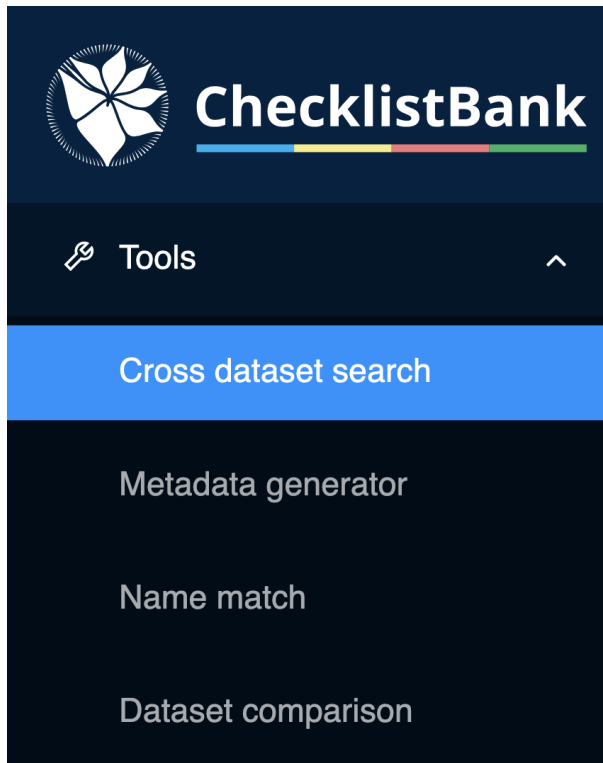 ChecklistBank
Tools
Cross dataset search
Metadata generator
Name match
Dataset comparison